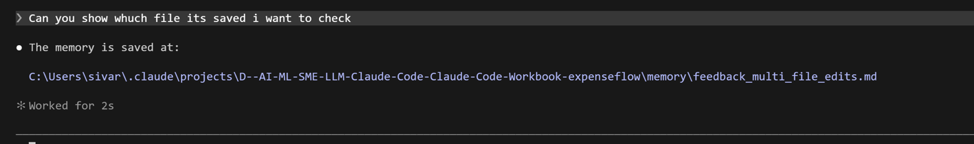 ❯ Can you show whuch file its saved i want to check
● The memory is saved at:
C:\Users\sivar\.claude\projects\D--AI-ML-SME-LLM-Claude-Code-Claude-Code-Workbook-expenseflow\memory\feedback_multi_file_edits.md
✻ Worked for 2s